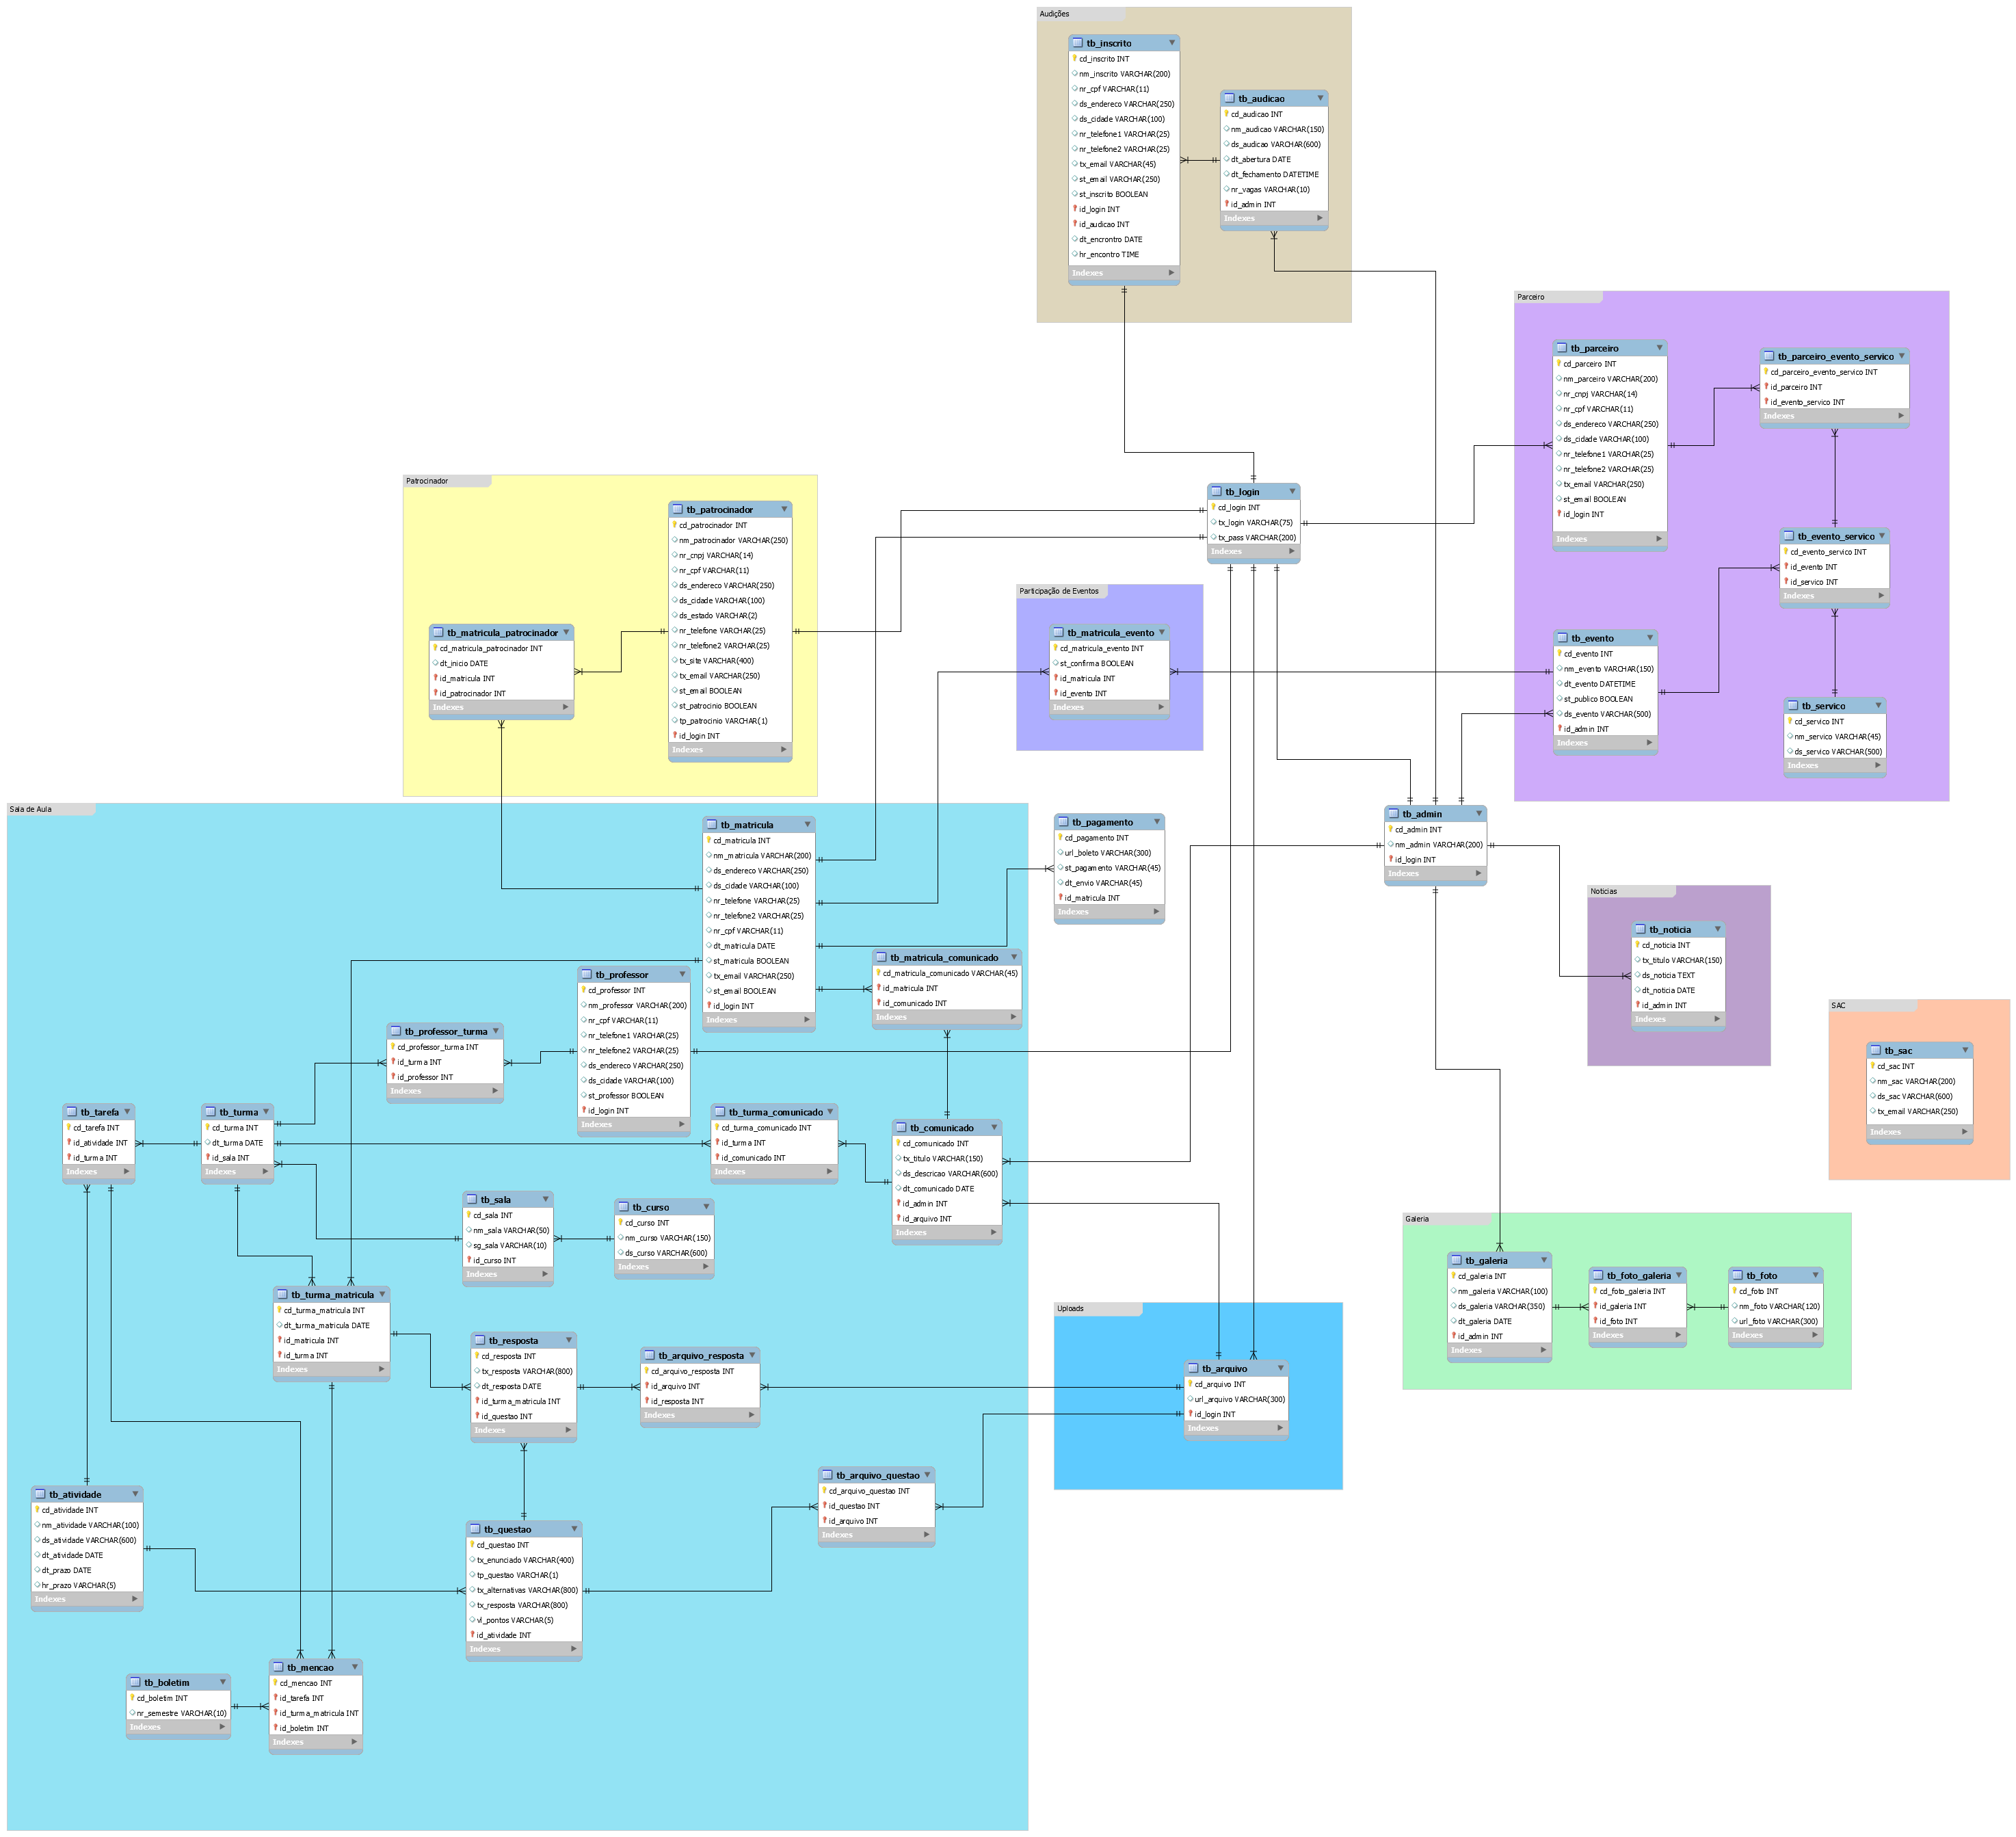 Audições
tb_inscrito
cd_inscrito INT
nm_inscrito VARCHAR(200)
nr_cpf VARCHAR(11)
ds_endereco VARCHAR(250)
ds_cidade VARCHAR(100)
nr_telefone1 VARCHAR(25)
nr_telefone2 VARCHAR(25)
tx_email VARCHAR(45)
st_email VARCHAR(250)
st_inscrito BOOLEAN
id_login INT
id_audicao INT
dt_encrontro DATE
hr_encontro TIME
Indexes
tb_audicao
cd_audicao INT
nm_audicao VARCHAR(150)
ds_audicao VARCHAR(600)
dt_abertura DATE
dt_fechamento DATETIME
nr_vagas VARCHAR(10)
id_admin INT
Indexes
Parceiro
tb_parceiro
cd_parceiro INT
nm_parceiro VARCHAR(200)
nr_cnpj VARCHAR(14)
nr_cpf VARCHAR(11)
ds_endereco VARCHAR(250)
ds_cidade VARCHAR(100)
nr_telefone1 VARCHAR(25)
nr_telefone2 VARCHAR(25)
tx_email VARCHAR(250)
st_email BOOLEAN
id_login INT
Indexes
tb_parceiro_evento_servico
cd_parceiro_evento_servico INT
id_parceiro INT
id_evento_servico INT
Indexes
tb_evento_servico
cd_evento_servico INT
id_evento INT
id_servico INT
Indexes
tb_evento
cd_evento INT
nm_evento VARCHAR(150)
dt_evento DATETIME
st_publico BOOLEAN
ds_evento VARCHAR(500)
id_admin INT
Indexes
tb_servico
cd_servico INT
nm_servico VARCHAR(45)
ds_servico VARCHAR(500)
Indexes
Patrocinador
tb_patrocinador
cd_patrocinador INT
nm_patrocinador VARCHAR(250)
nr_cnpj VARCHAR(14)
nr_cpf VARCHAR(11)
ds_endereco VARCHAR(250)
ds_cidade VARCHAR(100)
ds_estado VARCHAR(2)
nr_telefone VARCHAR(25)
nr_telefone2 VARCHAR(25)
tx_site VARCHAR(400)
tx_email VARCHAR(250)
st_email BOOLEAN
st_patrocinio BOOLEAN
tp_patrocinio VARCHAR(1)
id_login INT
Indexes
tb_matricula_patrocinador
cd_matricula_patrocinador INT
dt_inicio DATE
id_matricula INT
id_patrocinador INT
Indexes
tb_login
cd_login INT
tx_login VARCHAR(75)
tx_pass VARCHAR(200)
Indexes
Participação de Eventos
tb_matricula_evento
cd_matricula_evento INT
st_confirma BOOLEAN
id_matricula INT
id_evento INT
Indexes
Sala de Aula
tb_matricula
cd_matricula INT
nm_matricula VARCHAR(200)
ds_endereco VARCHAR(250)
ds_cidade VARCHAR(100)
nr_telefone VARCHAR(25)
nr_telefone2 VARCHAR(25)
nr_cpf VARCHAR(11)
dt_matricula DATE
st_matricula BOOLEAN
tx_email VARCHAR(250)
st_email BOOLEAN
id_login INT
Indexes
tb_pagamento
cd_pagamento INT
url_boleto VARCHAR(300)
st_pagamento VARCHAR(45)
dt_envio VARCHAR(45)
id_matricula INT
Indexes
tb_admin
cd_admin INT
nm_admin VARCHAR(200)
id_login INT
Indexes
Noticias
tb_noticia
cd_noticia INT
tx_titulo VARCHAR(150)
ds_noticia TEXT
dt_noticia DATE
id_admin INT
Indexes
SAC
tb_sac
cd_sac INT
nm_sac VARCHAR(200)
ds_sac VARCHAR(600)
tx_email VARCHAR(250)
Indexes
tb_matricula_comunicado
cd_matricula_comunicado VARCHAR(45)
id_matricula INT
id_comunicado INT
Indexes
tb_professor
cd_professor INT
nm_professor VARCHAR(200)
nr_cpf VARCHAR(11)
nr_telefone1 VARCHAR(25)
nr_telefone2 VARCHAR(25)
ds_endereco VARCHAR(250)
ds_cidade VARCHAR(100)
st_professor BOOLEAN
id_login INT
Indexes
tb_professor_turma
cd_professor_turma INT
id_turma INT
id_professor INT
Indexes
tb_tarefa
cd_tarefa INT
id_atividade INT
id_turma INT
Indexes
tb_turma
cd_turma INT
dt_turma DATE
id_sala INT
Indexes
tb_turma_comunicado
cd_turma_comunicado INT
id_turma INT
id_comunicado INT
Indexes
tb_comunicado
cd_comunicado INT
tx_titulo VARCHAR(150)
ds_descricao VARCHAR(600)
dt_comunicado DATE
id_admin INT
id_arquivo INT
Indexes
tb_sala
cd_sala INT
nm_sala VARCHAR(50)
sg_sala VARCHAR(10)
id_curso INT
Indexes
tb_curso
cd_curso INT
nm_curso VARCHAR(150)
ds_curso VARCHAR(600)
Indexes
Galeria
tb_galeria
cd_galeria INT
nm_galeria VARCHAR(100)
ds_galeria VARCHAR(350)
dt_galeria DATE
id_admin INT
Indexes
tb_foto_galeria
cd_foto_galeria INT
id_galeria INT
id_foto INT
Indexes
tb_foto
cd_foto INT
nm_foto VARCHAR(120)
url_foto VARCHAR(300)
Indexes
tb_turma_matricula
cd_turma_matricula INT
dt_turma_matricula DATE
id_matricula INT
id_turma INT
Indexes
tb_resposta
cd_resposta INT
tx_resposta VARCHAR(800)
dt_resposta DATE
id_turma_matricula INT
id_questao INT
Indexes
tb_arquivo_resposta
cd_arquivo_resposta INT
id_arquivo INT
id_resposta INT
Indexes
Uploads
tb_arquivo
cd_arquivo INT
url_arquivo VARCHAR(300)
id_login INT
Indexes
tb_arquivo_questao
cd_arquivo_questao INT
id_questao INT
id_arquivo INT
Indexes
tb_atividade
cd_atividade INT
nm_atividade VARCHAR(100)
ds_atividade VARCHAR(600)
dt_atividade DATE
dt_prazo DATE
hr_prazo VARCHAR(5)
Indexes
tb_questao
cd_questao INT
tx_enunciado VARCHAR(400)
tp_questao VARCHAR(1)
tx_alternativas VARCHAR(800)
tx_resposta VARCHAR(800)
vl_pontos VARCHAR(5)
id_atividade INT
Indexes
tb_boletim
cd_boletim INT
nr_semestre VARCHAR(10)
Indexes
tb_mencao
cd_mencao INT
id_tarefa INT
id_turma_matricula INT
id_boletim INT
Indexes